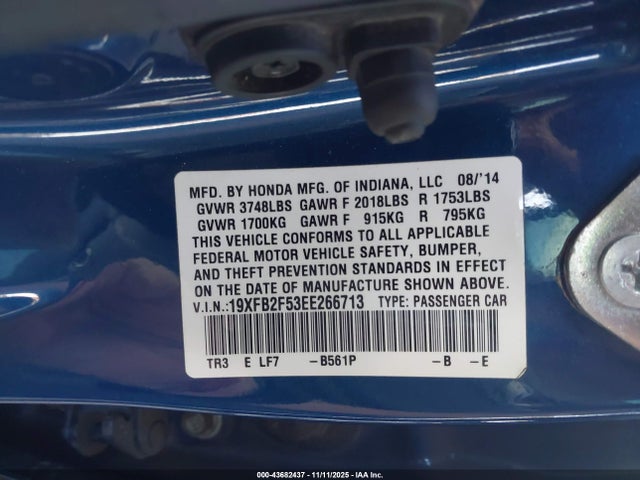 MFD. BY HONDA MFG. OF INDIANA, LLC 08/'14
GVWR 3748LBS GAWR F 2018LBS R 1753LBS
GVWR 1700KG GAWR F 915KG R 795KG
THIS VEHICLE CONFORMS TO ALL APPLICABLE
FEDERAL MOTOR VEHICLE SAFETY, BUMPER,
AND THEFT PREVENTION STANDARDS IN EFFECT
ON THE DATE OF MANUFACTURE SHOWN ABOVE.
V.I.N.:19XFB2F53EE266713 TYPE: PASSENGER CAR
TR3 E LF7 -B561P -B -E
000-43682437 - 11/11/2025 - IAA Inc.